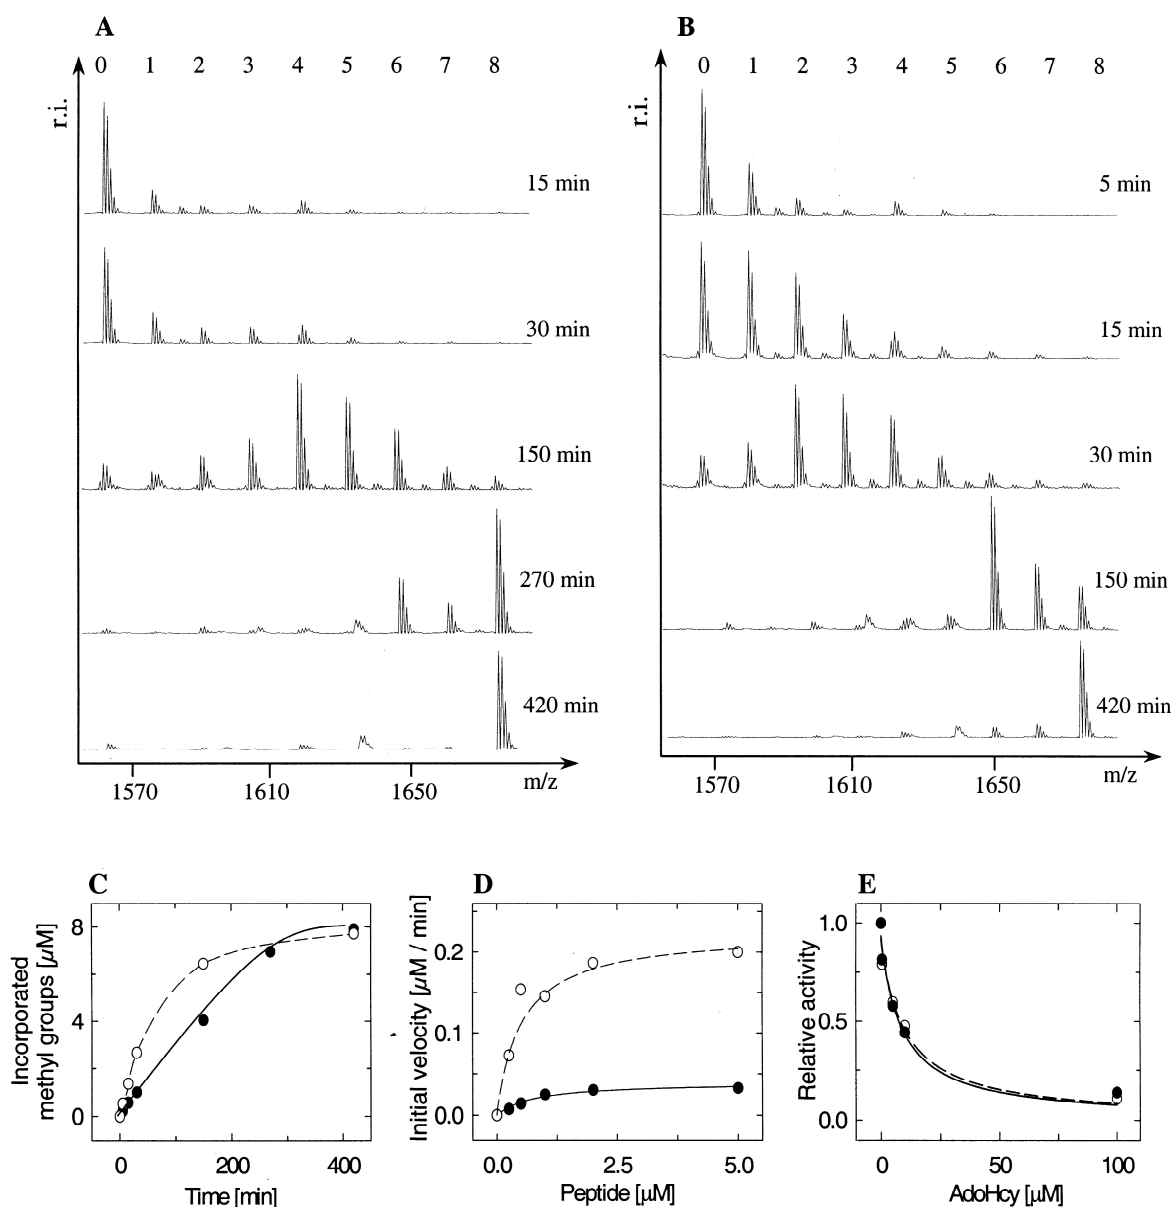 A
0 1 2 3 4 5 6 7 8
r.i.
15 min
30 min
150 min
270 min
420 min
1570 1610 1650 m/z
B
0 1 2 3 4 5 6 7 8
r.i.
5 min
15 min
30 min
150 min
420 min
1570 1610 1650 m/z
C
Incorporated
methyl groups [µM]
8
4
0
0 200 400
Time [min]
D
Initial velocity [µM / min]
0.2
0.1
0.0
0.0 2.5 5.0
Peptide [µM]
E
Relative activity
1.0
0.5
0.0
0 50 100
AdoHcy [µM]